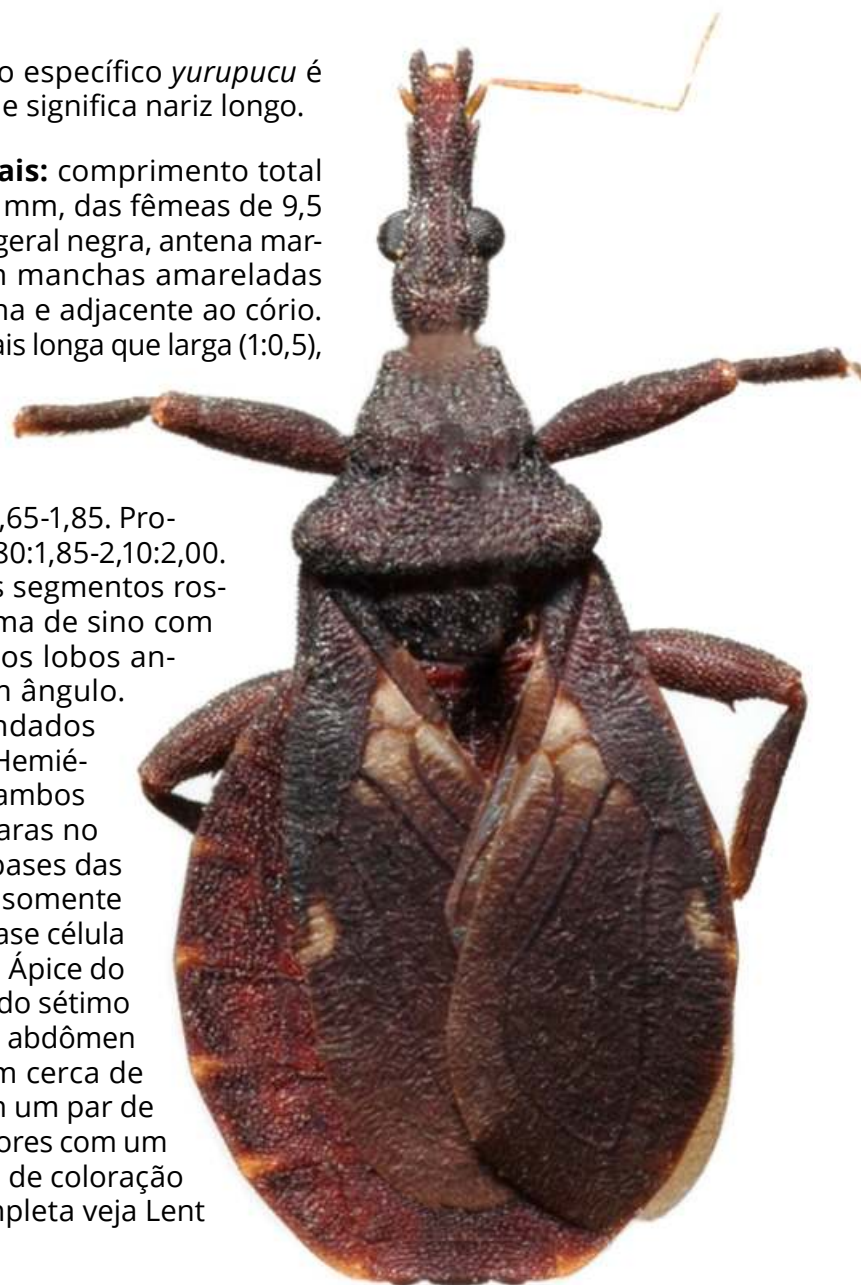 o específico yurupucu é
e significa nariz longo.
ais: comprimento total
mm, das fêmeas de 9,5
geral negra, antena mar-
n manchas amareladas
na e adjacente ao cório.
ais longa que larga (1:0,5),
,65-1,85. Pro-
80:1,85-2,10:2,00.
s segmentos ros-
ma de sino com
os lobos an-
m ângulo.
ndados
Hemié-
ambos
aras no
bases das
somente
ase célula
Ápice do
do sétimo
abdômen
m cerca de
n um par de
ores com um
de coloração
npleta veja Lent